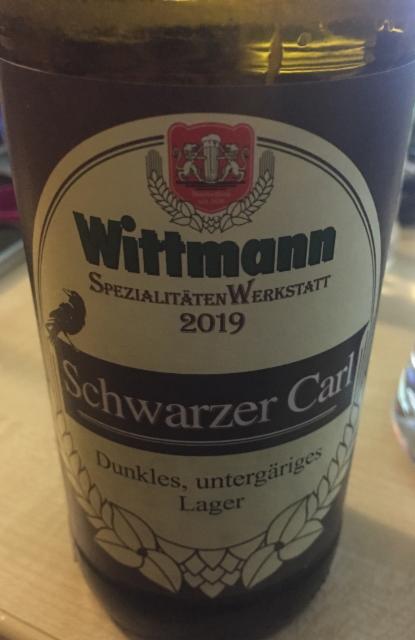 Wittmann
SpezialitätenWerkstatt
2019
Schwarzer Carl
Dunkles, untergäriges
Lager